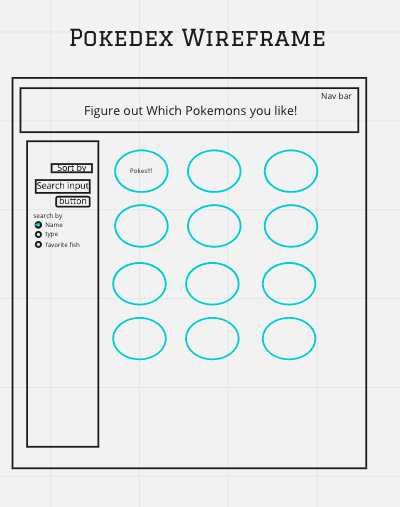 Pokedex Wireframe
Nav bar
Figure out Which Pokemons you like!
Sort by
Search input
button
search by
Name
type
favorite fish
Pokes!!!